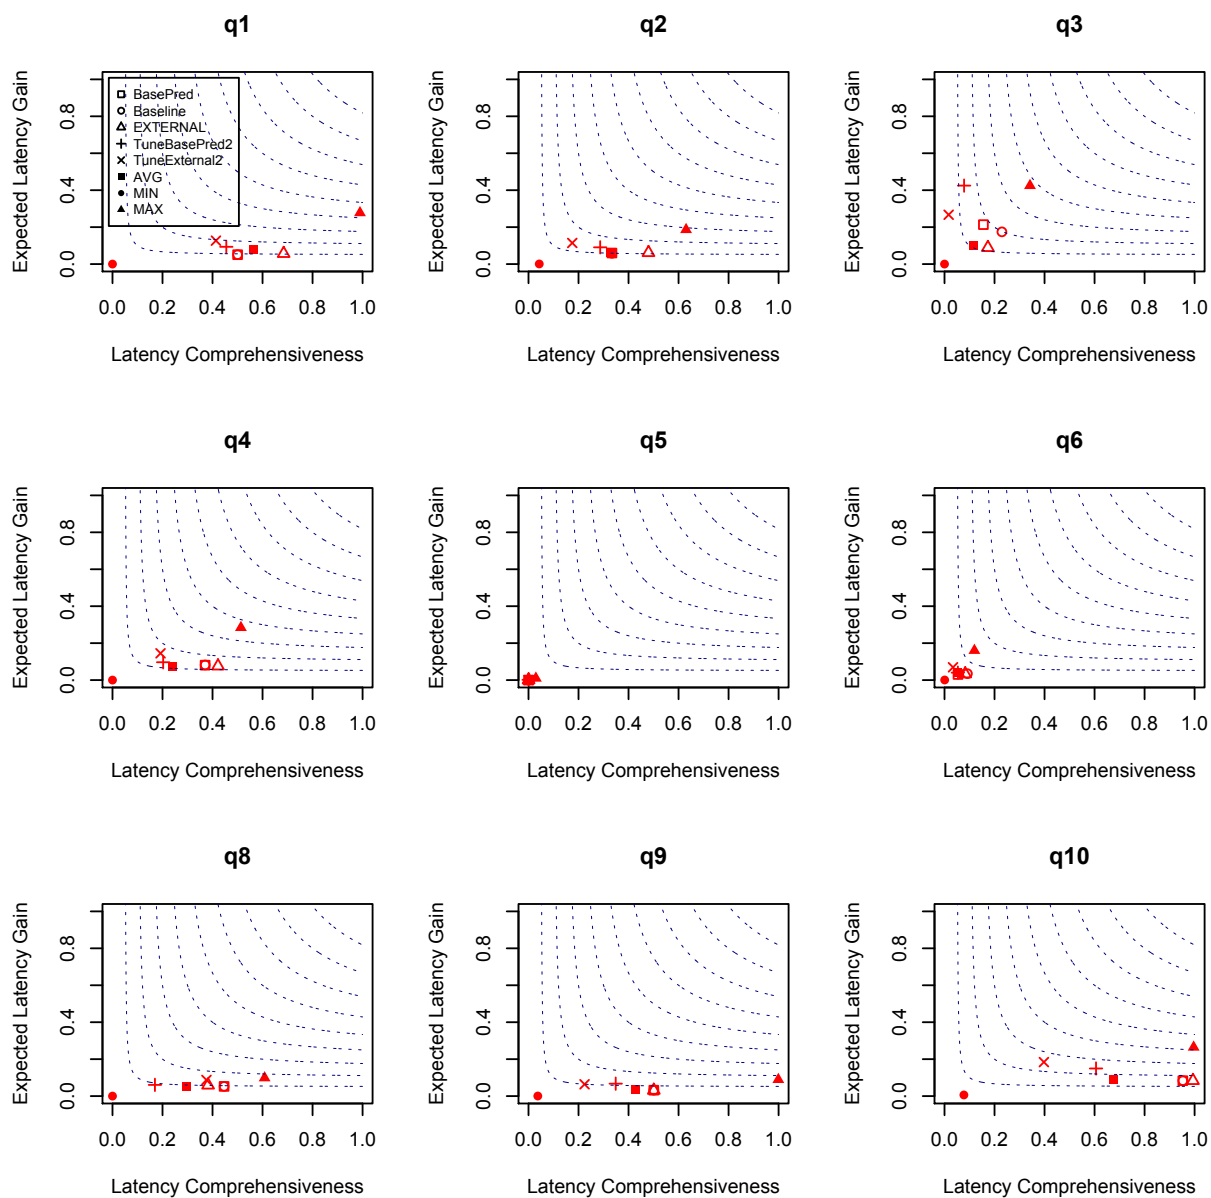 q1
q2
q3
Expected Latency Gain
0.0 0.4 0.8
BasePred
Baseline
EXTERNAL
TuneBasePred2
TuneExternal2
AVG
MIN
MAX
0.0 0.2 0.4 0.6 0.8 1.0
Latency Comprehensiveness
Expected Latency Gain
0.0 0.4 0.8
0.0 0.2 0.4 0.6 0.8 1.0
Latency Comprehensiveness
Expected Latency Gain
0.0 0.4 0.8
0.0 0.2 0.4 0.6 0.8 1.0
Latency Comprehensiveness
q4
q5
q6
Expected Latency Gain
0.0 0.4 0.8
0.0 0.2 0.4 0.6 0.8 1.0
Latency Comprehensiveness
Expected Latency Gain
0.0 0.4 0.8
0.0 0.2 0.4 0.6 0.8 1.0
Latency Comprehensiveness
Expected Latency Gain
0.0 0.4 0.8
0.0 0.2 0.4 0.6 0.8 1.0
Latency Comprehensiveness
q8
q9
q10
Expected Latency Gain
0.0 0.4 0.8
0.0 0.2 0.4 0.6 0.8 1.0
Latency Comprehensiveness
Expected Latency Gain
0.0 0.4 0.8
0.0 0.2 0.4 0.6 0.8 1.0
Latency Comprehensiveness
Expected Latency Gain
0.0 0.4 0.8
0.0 0.2 0.4 0.6 0.8 1.0
Latency Comprehensiveness